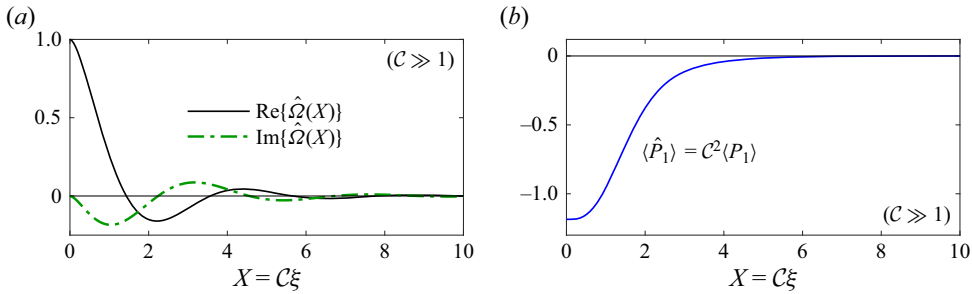 (a)
1.0
0.5
0
(𝒞 ≫ 1)
Re{Ω̂(X)}
Im{Ω̂(X)}
0 2 4 6 8 10
X = 𝒞ξ
(b)
0
−0.5
−1.0
⟨P̂₁⟩ = 𝒞²⟨P₁⟩
(𝒞 ≫ 1)
0 2 4 6 8 10
X = 𝒞ξ